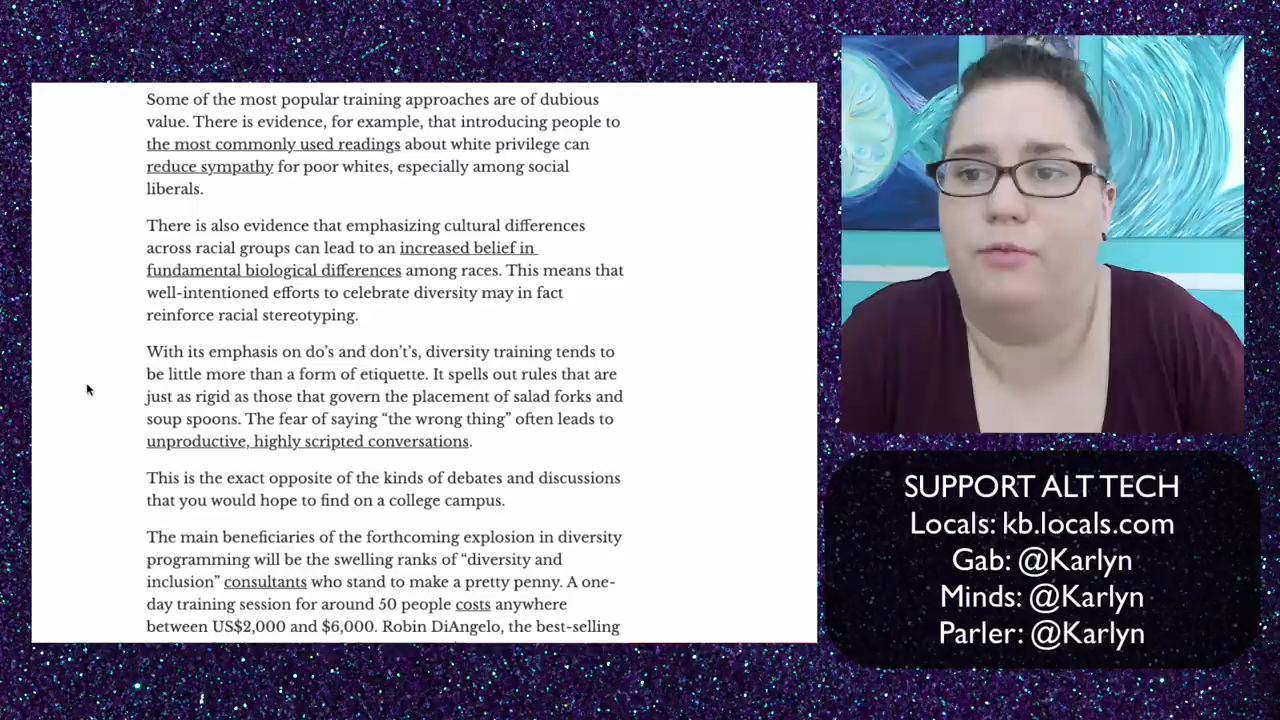 Some of the most popular training approaches are of dubious
value. There is evidence, for example, that introducing people to
the most commonly used readings about white privilege can
reduce sympathy for poor whites, especially among social
liberals.
There is also evidence that emphasizing cultural differences
across racial groups can lead to an increased belief in
fundamental biological differences among races. This means that
well-intentioned efforts to celebrate diversity may in fact
reinforce racial stereotyping.
With its emphasis on do’s and don’ts, diversity training tends to
be little more than a form of etiquette. It spells out rules that are
just as rigid as those that govern the placement of salad forks and
soup spoons. The fear of saying “the wrong thing” often leads to
unproductive, highly scripted conversations.
This is the exact opposite of the kinds of debates and discussions
that you would hope to find on a college campus.
The main beneficiaries of the forthcoming explosion in diversity
programming will be the swelling ranks of “diversity and
inclusion” consultants who stand to make a pretty penny. A one-
day training session for around 50 people costs anywhere
between US$2,000 and $6,000. Robin DiAngelo, the best-selling
SUPPORT ALT TECH
Locals: kb.locals.com
Gab: @Karlyn
Minds: @Karlyn
Parler: @Karlyn